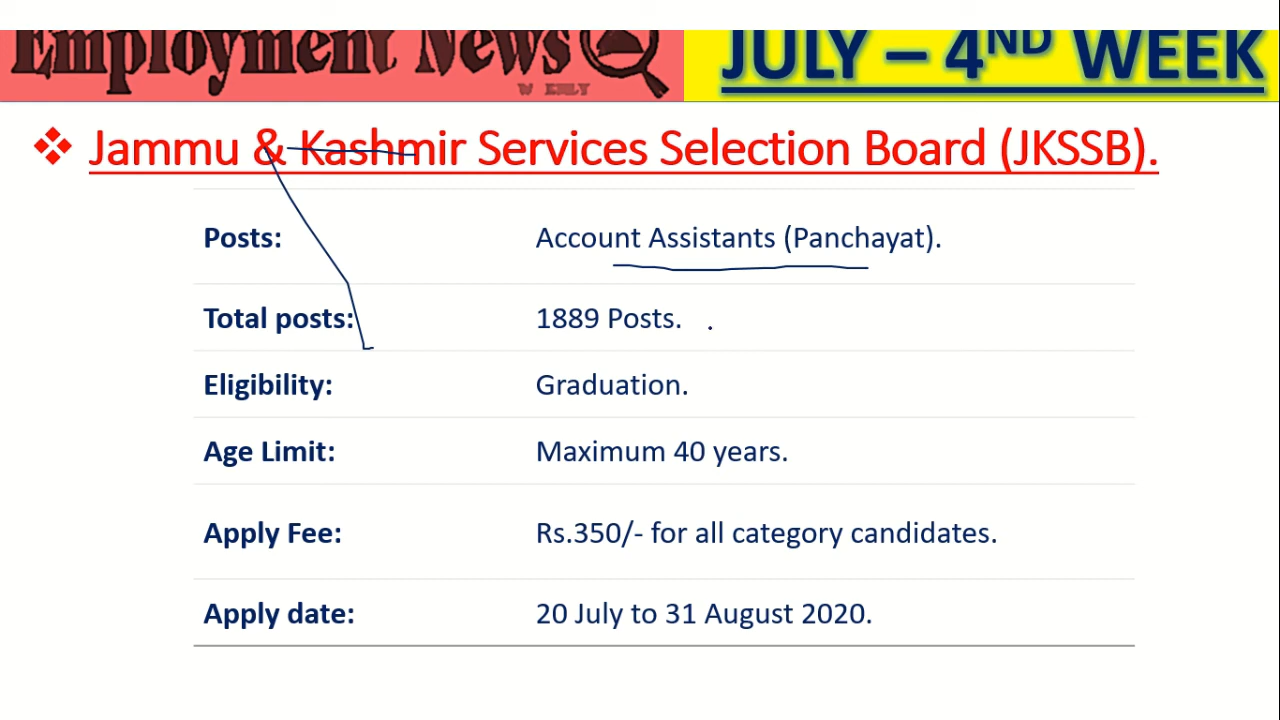 Employment News
WEEKLY
JULY – 4ND WEEK
❖ Jammu & Kashmir Services Selection Board (JKSSB).
Posts: Account Assistants (Panchayat).
Total posts: 1889 Posts.
Eligibility: Graduation.
Age Limit: Maximum 40 years.
Apply Fee: Rs.350/- for all category candidates.
Apply date: 20 July to 31 August 2020.